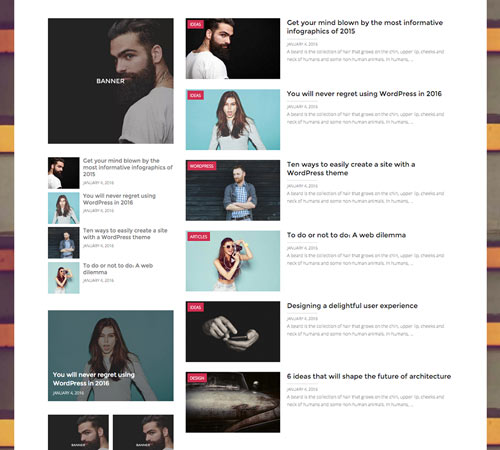 BANNER
Get your mind blown by the
most informative infographics of
2015
JANUARY 4, 2016
You will never regret using
WordPress in 2016
JANUARY 4, 2016
Ten ways to easily create a site
with a WordPress theme
JANUARY 4, 2016
To do or not to do: A web
dilemma
JANUARY 4, 2016
You will never regret using
WordPress in 2016
JANUARY 4, 2016
BANNER
BANNER
IDEAS
Get your mind blown by the most informative
infographics of 2015
JANUARY 4, 2016
A beard is the collection of hair that grows on the chin, upper lip, cheeks and
neck of humans and some non-human animals. In humans, ...
IDEAS
You will never regret using WordPress in 2016
JANUARY 4, 2016
A beard is the collection of hair that grows on the chin, upper lip, cheeks and
neck of humans and some non-human animals. In humans, ...
WORDPRESS
Ten ways to easily create a site with a
WordPress theme
JANUARY 4, 2016
A beard is the collection of hair that grows on the chin, upper lip, cheeks and
neck of humans and some non-human animals. In humans, ...
ARTICLES
To do or not to do: A web dilemma
JANUARY 4, 2016
A beard is the collection of hair that grows on the chin, upper lip, cheeks and
neck of humans and some non-human animals. In humans, ...
IDEAS
Designing a delightful user experience
JANUARY 4, 2016
A beard is the collection of hair that grows on the chin, upper lip, cheeks and
neck of humans and some non-human animals. In humans, ...
DESIGN
6 ideas that will shape the future of architecture
JANUARY 4, 2016
A beard is the collection of hair that grows on the chin, upper lip, cheeks and
neck of humans and some non-human animals. In humans, ...